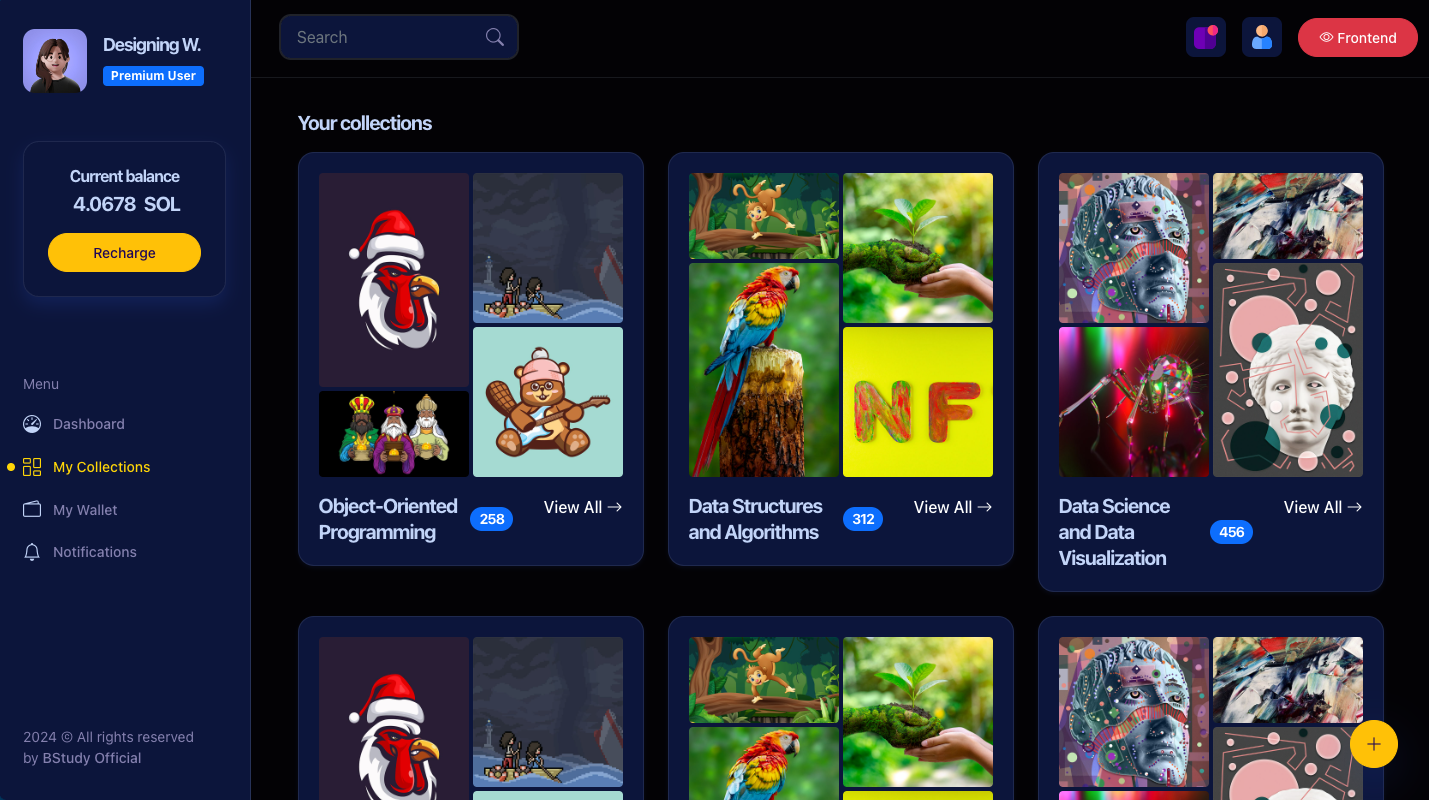 Designing W.
Premium User
Search
Frontend
Current balance
4.0678 SOL
Recharge
Menu
Dashboard
My Collections
My Wallet
Notifications
2024 © All rights reserved
by BStudy Official
Your collections
NF
Object-Oriented
Programming
258
View All →
Data Structures
and Algorithms
312
View All →
Data Science
and Data
Visualization
456
View All →